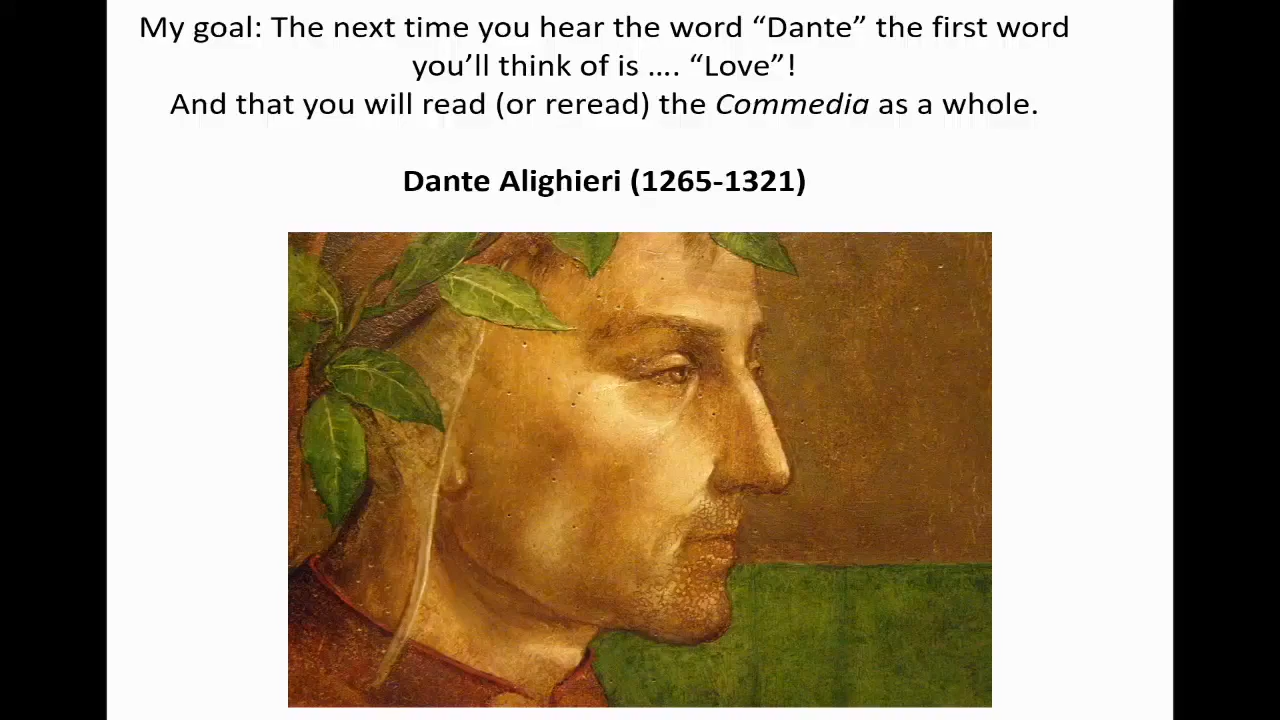 My goal: The next time you hear the word “Dante” the first word
you’ll think of is …. “Love”!
And that you will read (or reread) the Commedia as a whole.
Dante Alighieri (1265-1321)